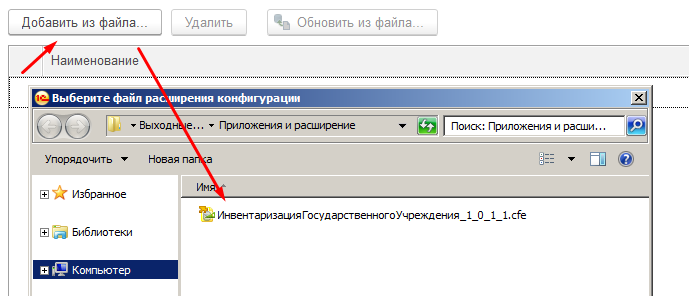 Добавить из файла... Удалить Обновить из файла...
Наименование
Выберите файл расширения конфигурации
Выходные... Приложения и расширение Поиск: Приложения и расши...
Упорядочить Новая папка
Избранное
Имя
ИнвентаризацияГосударственногоУчреждения_1_0_1_1.cfe
Библиотеки
Компьютер